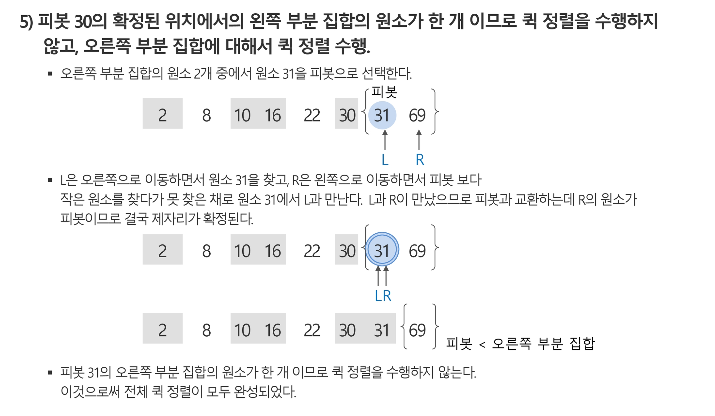 5) 피봇 30의 확정된 위치에서의 왼쪽 부분 집합의 원소가 한 개 이므로 퀵 정렬을 수행하지
않고, 오른쪽 부분 집합에 대해서 퀵 정렬 수행.
▪ 오른쪽 부분 집합의 원소 2개 중에서 원소 31을 피봇으로 선택한다.
피봇
2 8 10 16 22 30 31 69
L R
▪ L은 오른쪽으로 이동하면서 원소 31을 찾고, R은 왼쪽으로 이동하면서 피봇 보다
작은 원소를 찾다가 못 찾은 채로 원소 31에서 L과 만난다. L과 R이 만났으므로 피봇과 교환하는데 R의 원소가
피봇이므로 결국 제자리가 확정된다.
2 8 10 16 22 30 31 69
LR
2 8 10 16 22 30 31 69
피봇 < 오른쪽 부분 집합
▪ 피봇 31의 오른쪽 부분 집합의 원소가 한 개 이므로 퀵 정렬을 수행하지 않는다.
이것으로써 전체 퀵 정렬이 모두 완성되었다.